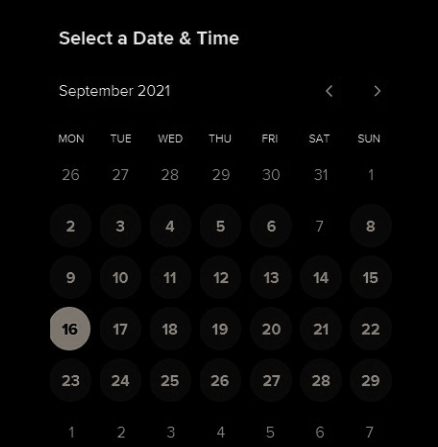 Select a Date & Time
September 2021
MON TUE WED THU FRI SAT SUN
26 27 28 29 30 31 1
2 3 4 5 6 7 8
9 10 11 12 13 14 15
16 17 18 19 20 21 22
23 24 25 26 27 28 29
1 2 3 4 5 6 7